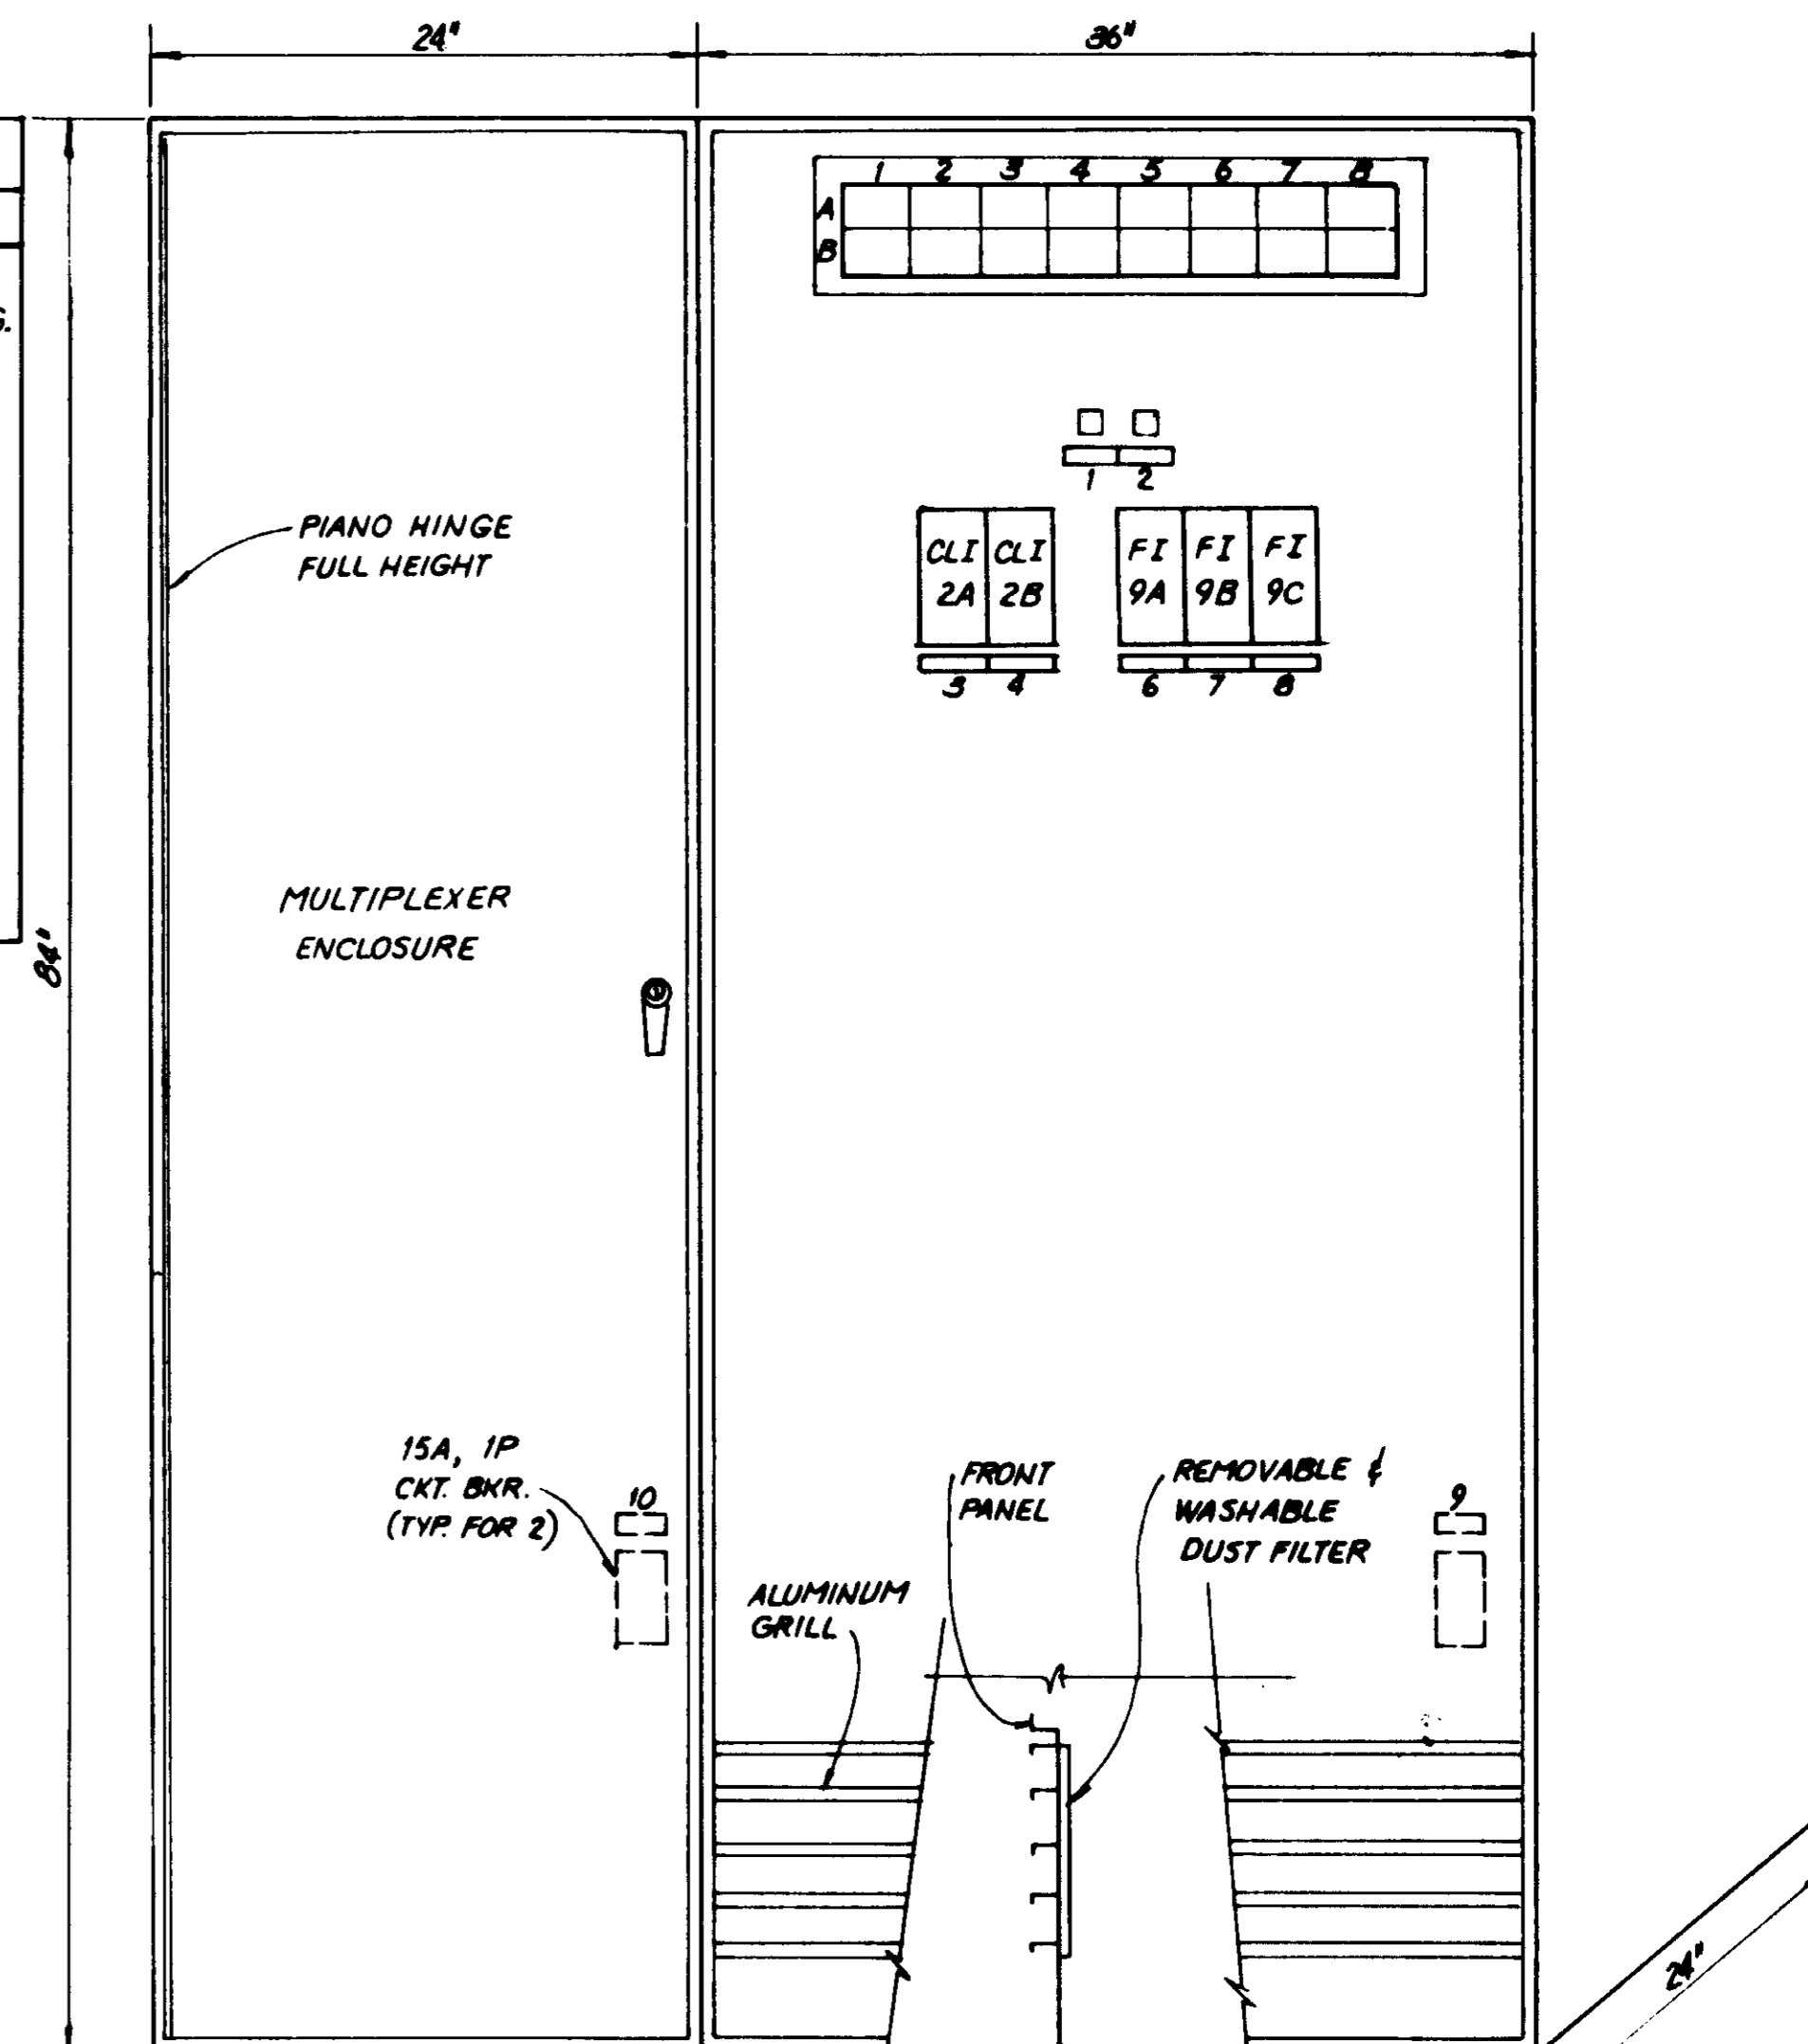 24" 36"
1 2 3 4 5 6 7 8
A
B
G.
1 2
PIANO HINGE
FULL HEIGHT
CLI CLI FI FI FI
2A 2B 9A 9B 9C
3 4 6 7 8
MULTIPLEXER
ENCLOSURE
84"
15A, 1P
CKT. BKR.
(TYP. FOR 2)
10
FRONT
PANEL
REMOVABLE &
WASHABLE
DUST FILTER
9
ALUMINUM
GRILL
24"